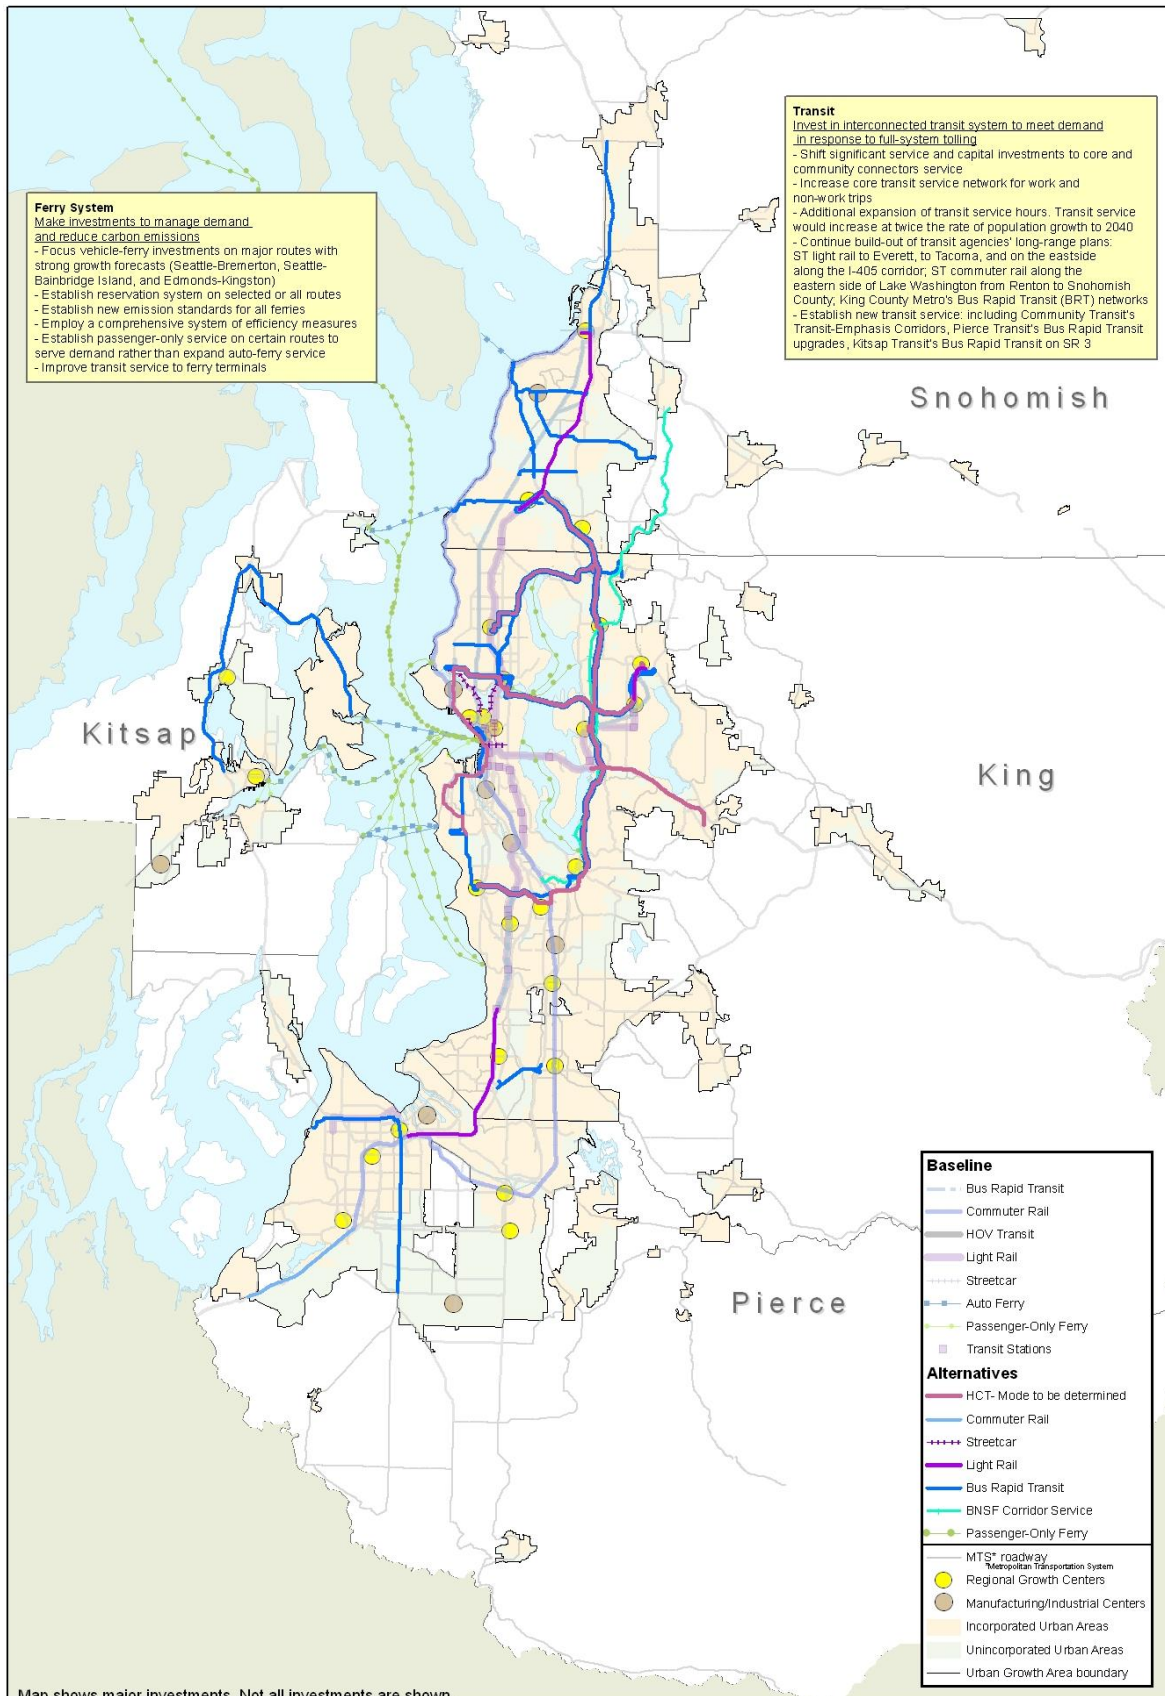 Transit
Invest in interconnected transit system to meet demand
in response to full-system tolling
- Shift significant service and capital investments to core and
community connectors service
- Increase core transit service network for work and
non-work trips
- Additional expansion of transit service hours. Transit service
would increase at twice the rate of population growth to 2040
- Continue build-out of transit agencies' long-range plans:
ST light rail to Everett, to Tacoma, and on the eastside
along the I-405 corridor; ST commuter rail along the
eastern side of Lake Washington from Renton to Snohomish
County; King County Metro's Bus Rapid Transit (BRT) networks
- Establish new transit service: including Community Transit's
Transit-Emphasis Corridors, Pierce Transit's Bus Rapid Transit
upgrades, Kitsap Transit's Bus Rapid Transit on SR 3
Ferry System
Make investments to manage demand
and reduce carbon emissions
- Focus vehicle-ferry investments on major routes with
strong growth forecasts (Seattle-Bremerton, Seattle-
Bainbridge Island, and Edmonds-Kingston)
- Establish reservation system on selected or all routes
- Establish new emission standards for all ferries
- Employ a comprehensive system of efficiency measures
- Establish passenger-only service on certain routes to
serve demand rather than expand auto-ferry service
- Improve transit service to ferry terminals
Snohomish
Kitsap
King
Pierce
Baseline
Bus Rapid Transit
Commuter Rail
HOV Transit
Light Rail
Streetcar
Auto Ferry
Passenger-Only Ferry
Transit Stations
Alternatives
HCT- Mode to be determined
Commuter Rail
Streetcar
Light Rail
Bus Rapid Transit
BNSF Corridor Service
Passenger-Only Ferry
MTS* roadway
*Metropolitan Transportation System
Regional Growth Centers
Manufacturing/Industrial Centers
Incorporated Urban Areas
Unincorporated Urban Areas
Urban Growth Area boundary
Map shows major investments. Not all investments are shown